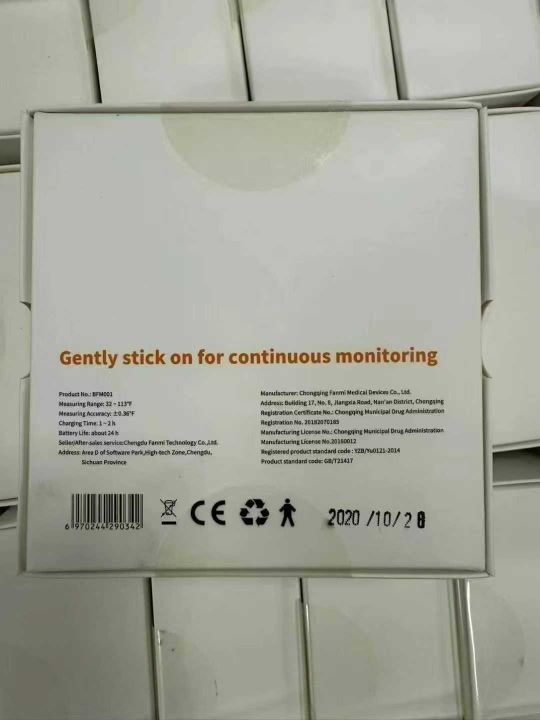 Gently stick on for continuous monitoring
Product No.: BFM001
Measuring Range: 32 ~ 113°F
Measuring Accuracy: ±0.36°F
Charging Time: 1 ~ 2 h
Battery Life: about 24 h
Seller/After-sales service:Chengdu Fanmi Technology Co.,Ltd.
Address: Area D of Software Park,High-tech Zone,Chengdu,
Sichuan Province
Manufacturer: Chongqing Fanmi Medical Devices Co., Ltd.
Address: Building 17, No. 9, Jiangxia Road, Nan'an District, Chongqing
Registration Certificate No.: Chongqing Municipal Drug Administration
Registration No. 20182070185
Manufacturing License No.: Chongqing Municipal Drug Administration
Manufacturing License No.20160012
Registered product standard code : YZB/Yu0121-2014
Product standard code: GB/T21417
6 970244 290342
CE
2020 /10/28